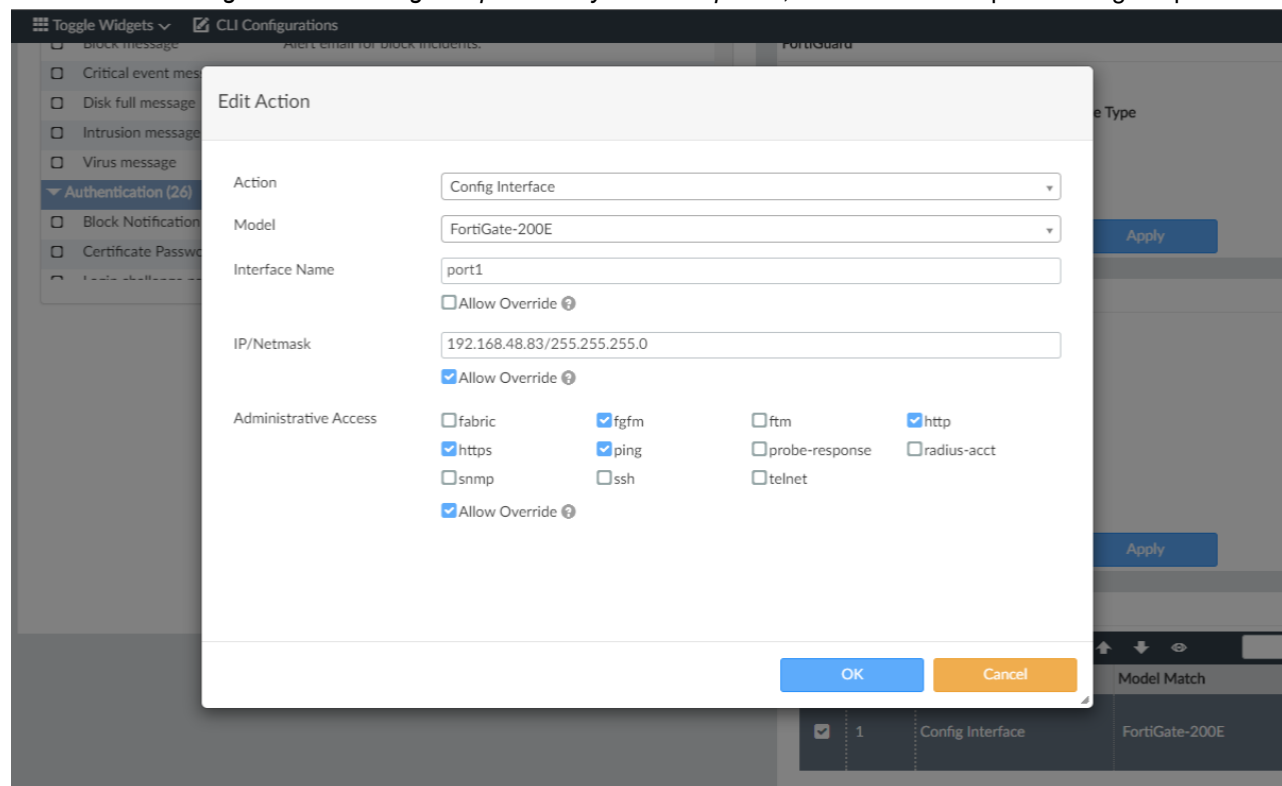 Toggle Widgets CLI Configurations
Block message Alert email for block incidents.
FortiGuard
Critical event mes
Disk full message
Intrusion message
Virus message
Authentication (26)
Block Notification
Certificate Passwo
Edit Action
e Type
Action Config Interface
Model FortiGate-200E
Apply
Interface Name port1
Allow Override
IP/Netmask 192.168.48.83/255.255.255.0
Allow Override
Administrative Access fabric fgfm ftm http
https ping probe-response radius-acct
snmp ssh telnet
Allow Override
Apply
OK Cancel
Model Match
1 Config Interface FortiGate-200E